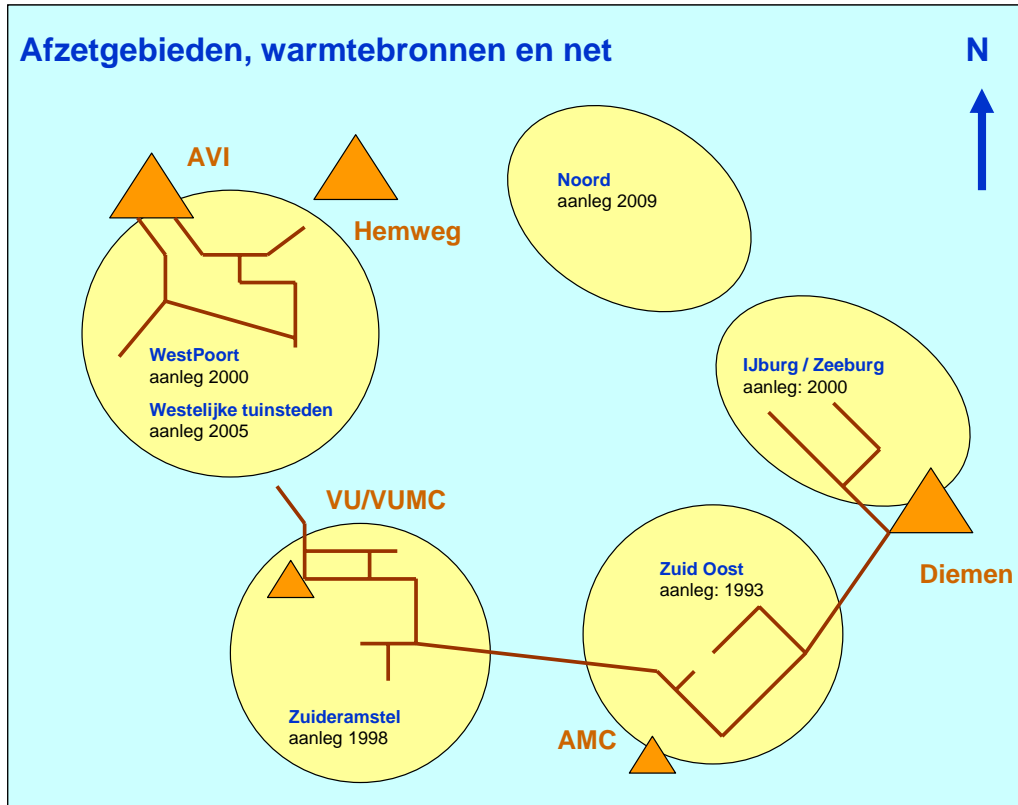 Afzetgebieden, warmtebronnen en net
N
AVI
Hemweg
Noord
aanleg 2009
WestPoort
aanleg 2000
Westelijke tuinsteden
aanleg 2005
IJburg / Zeeburg
aanleg: 2000
VU/VUMC
Zuid Oost
aanleg: 1993
Diemen
Zuideramstel
aanleg 1998
AMC